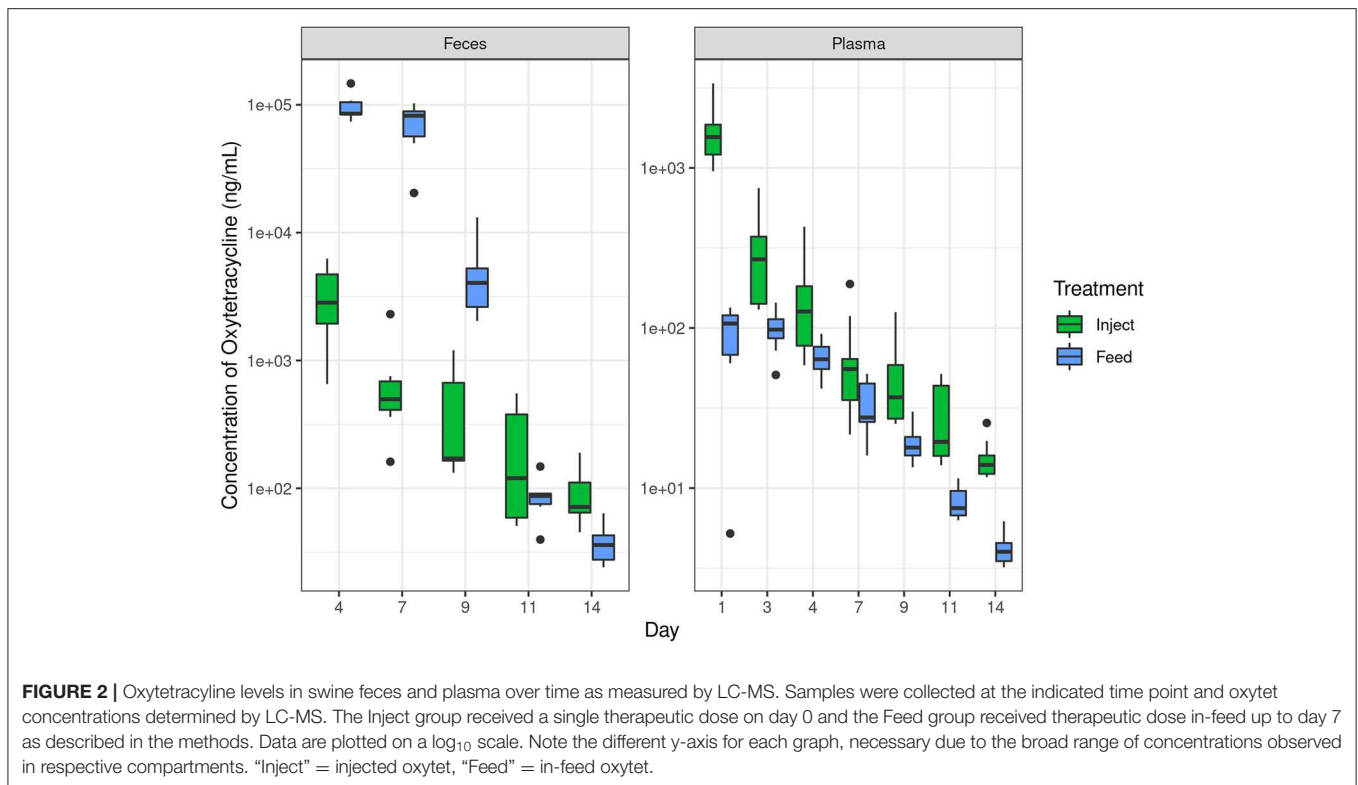 Feces
Plasma
Concentration of Oxytetracycline (ng/mL)
1e+05
1e+04
1e+03
1e+02
4 7 9 11 14
1e+03
1e+02
1e+01
1 3 4 7 9 11 14
Day
Treatment
Inject
Feed
FIGURE 2 | Oxytetracyline levels in swine feces and plasma over time as measured by LC-MS. Samples were collected at the indicated time point and oxytet
concentrations determined by LC-MS. The Inject group received a single therapeutic dose on day 0 and the Feed group received therapeutic dose in-feed up to day 7
as described in the methods. Data are plotted on a log10 scale. Note the different y-axis for each graph, necessary due to the broad range of concentrations observed
in respective compartments. “Inject” = injected oxytet, “Feed” = in-feed oxytet.